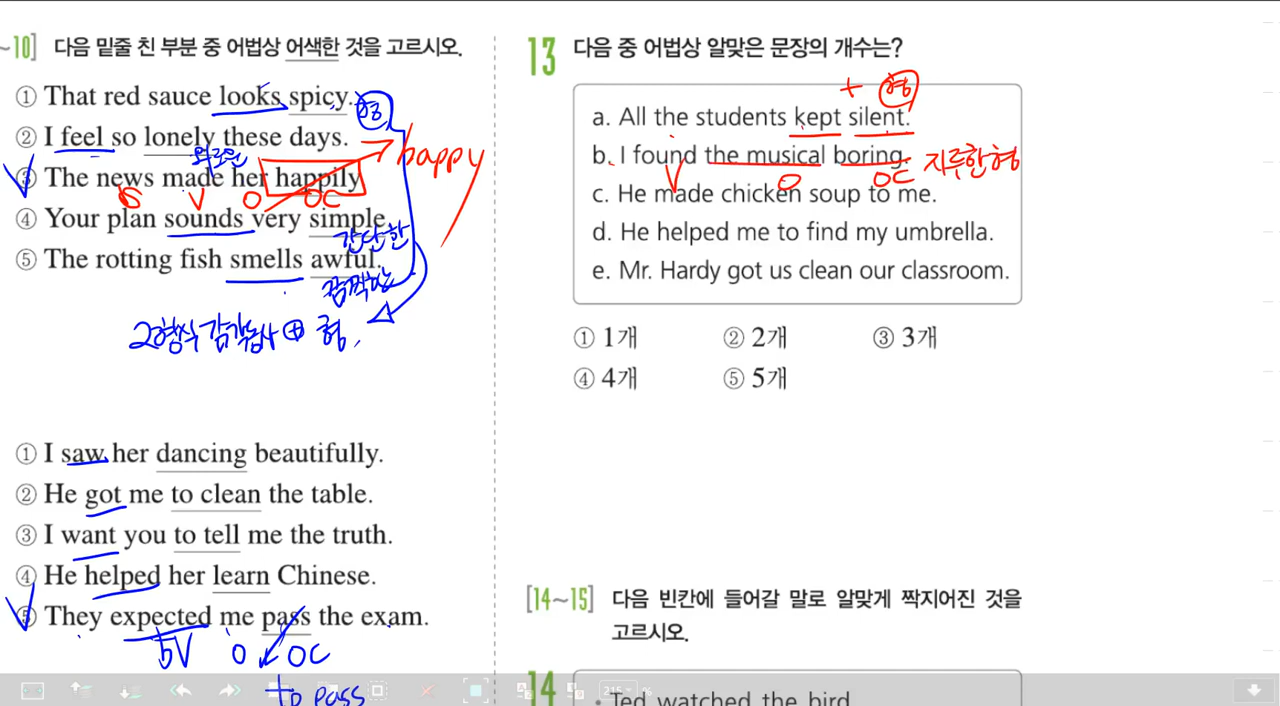 ~10] 다음 밑줄 친 부분 중 어법상 어색한 것을 고르시오.
① That red sauce looks spicy.
형
② I feel so lonely these days.
외로운
happy
③ The news made her happily
S V O OC
④ Your plan sounds very simple.
간단한
⑤ The rotting fish smells awful.
끔찍한
2형식 감각동사 + 형.
① I saw her dancing beautifully.
② He got me to clean the table.
③ I want you to tell me the truth.
④ He helped her learn Chinese.
⑤ They expected me pass the exam.
5V O OC
to pass
13 다음 중 어법상 알맞은 문장의 개수는?
+ 형
a. All the students kept silent.
b. I found the musical boring.
지루한 형
V O OC
c. He made chicken soup to me.
d. He helped me to find my umbrella.
e. Mr. Hardy got us clean our classroom.
① 1개 ② 2개 ③ 3개
④ 4개 ⑤ 5개
[14~15] 다음 빈칸에 들어갈 말로 알맞게 짝지어진 것을
고르시오.
14
• Ted watched the bird